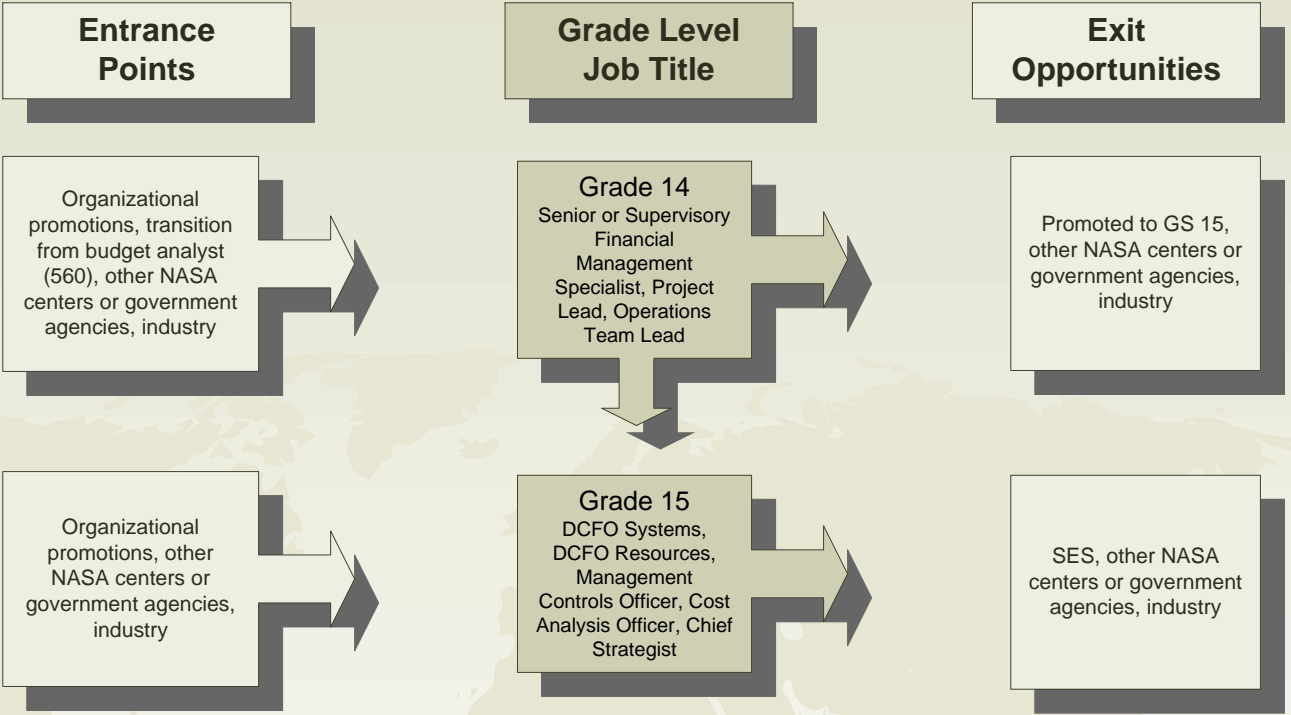 Entrance
Points
Grade Level
Job Title
Exit
Opportunities
Organizational
promotions, transition
from budget analyst
(560), other NASA
centers or government
agencies, industry
Grade 14
Senior or Supervisory
Financial
Management
Specialist, Project
Lead, Operations
Team Lead
Promoted to GS 15,
other NASA centers or
government agencies,
industry
Organizational
promotions, other
NASA centers or
government agencies,
industry
Grade 15
DCFO Systems,
DCFO Resources,
Management
Controls Officer, Cost
Analysis Officer, Chief
Strategist
SES, other NASA
centers or government
agencies, industry